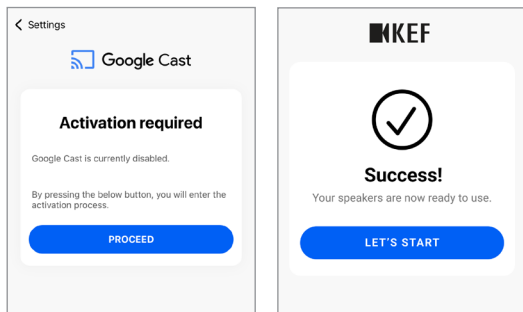 Settings
Google Cast
Activation required
Google Cast is currently disabled.
By pressing the below button, you will enter the
activation process.
PROCEED
KEF
Success!
Your speakers are now ready to use.
LET'S START